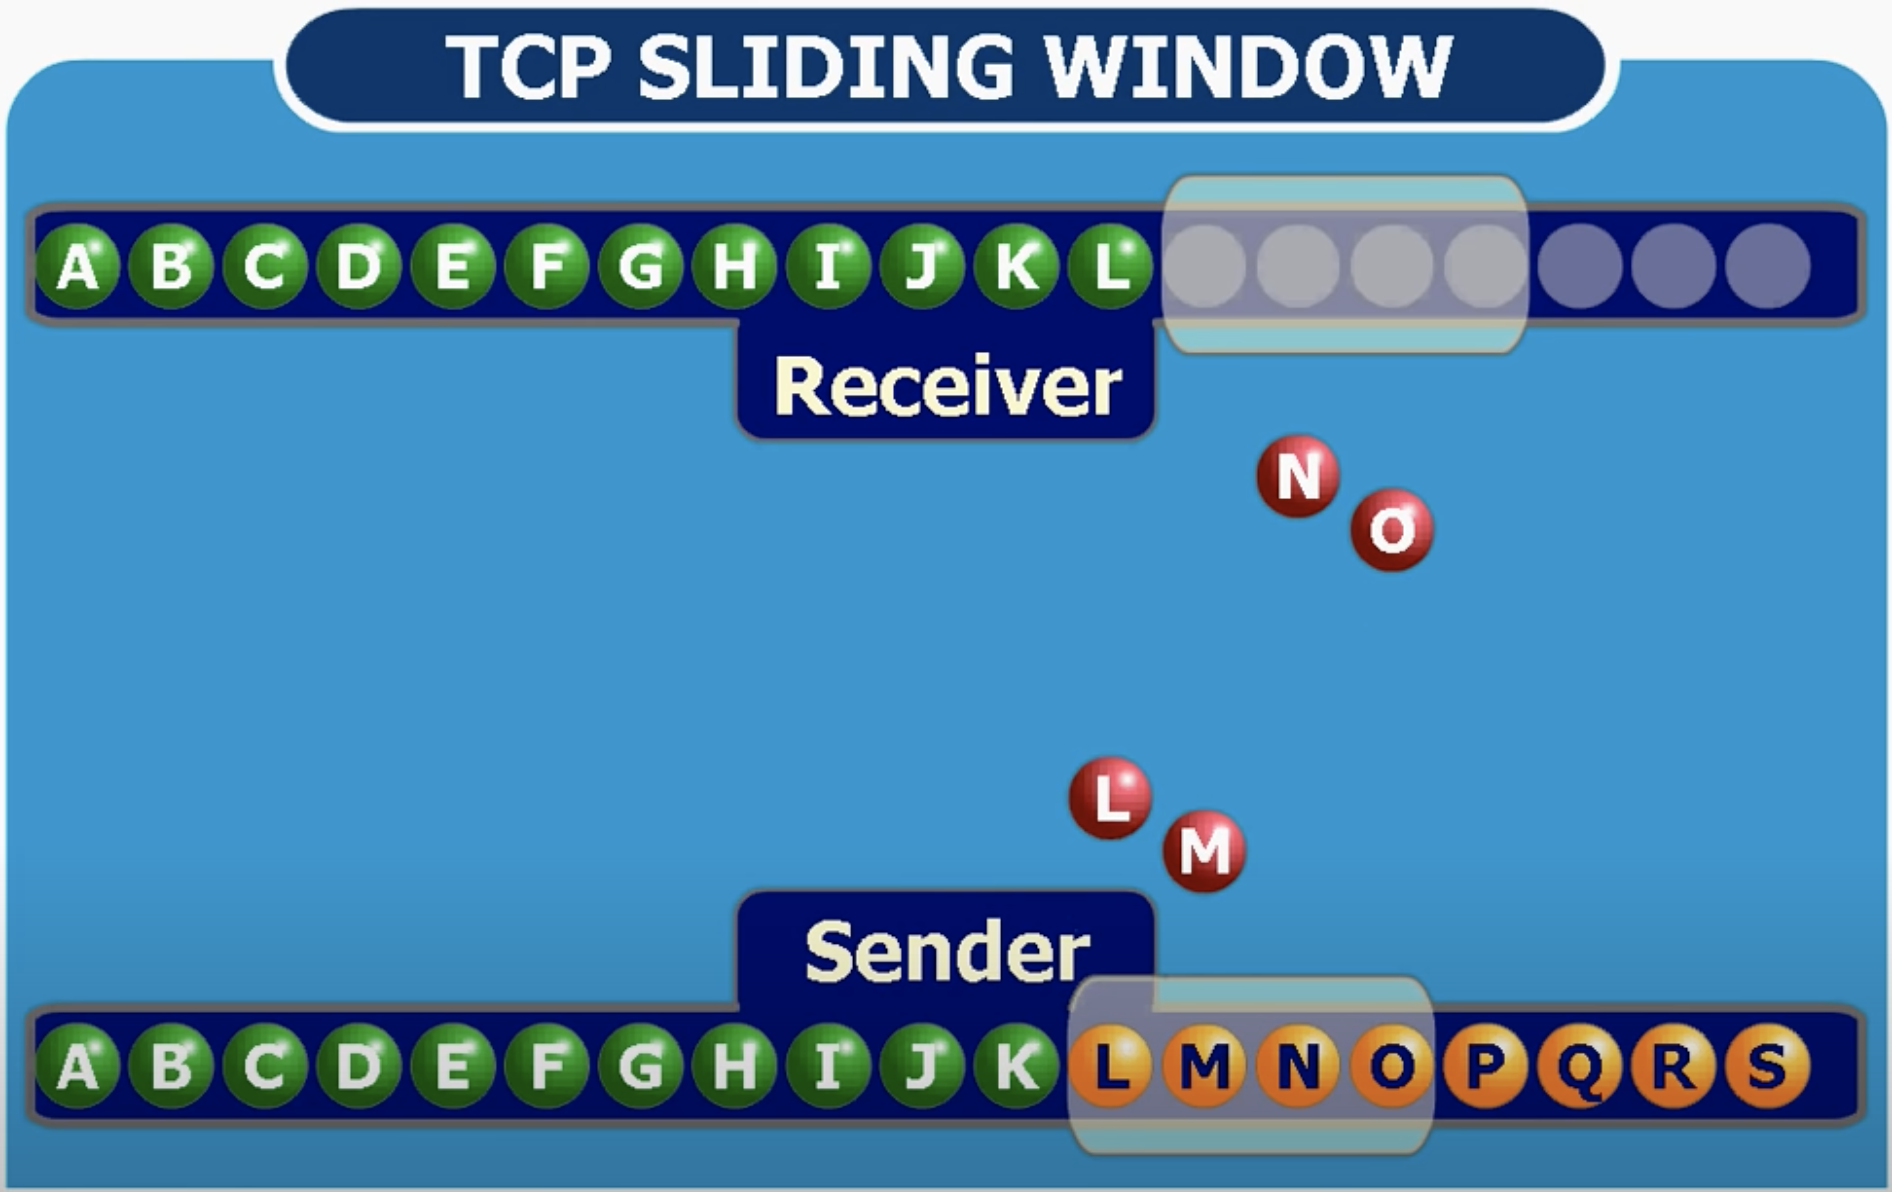 TCP SLIDING WINDOW
A B C D E F G H I J K L
Receiver
N
O
L
M
Sender
A B C D E F G H I J K L M N O P Q R S